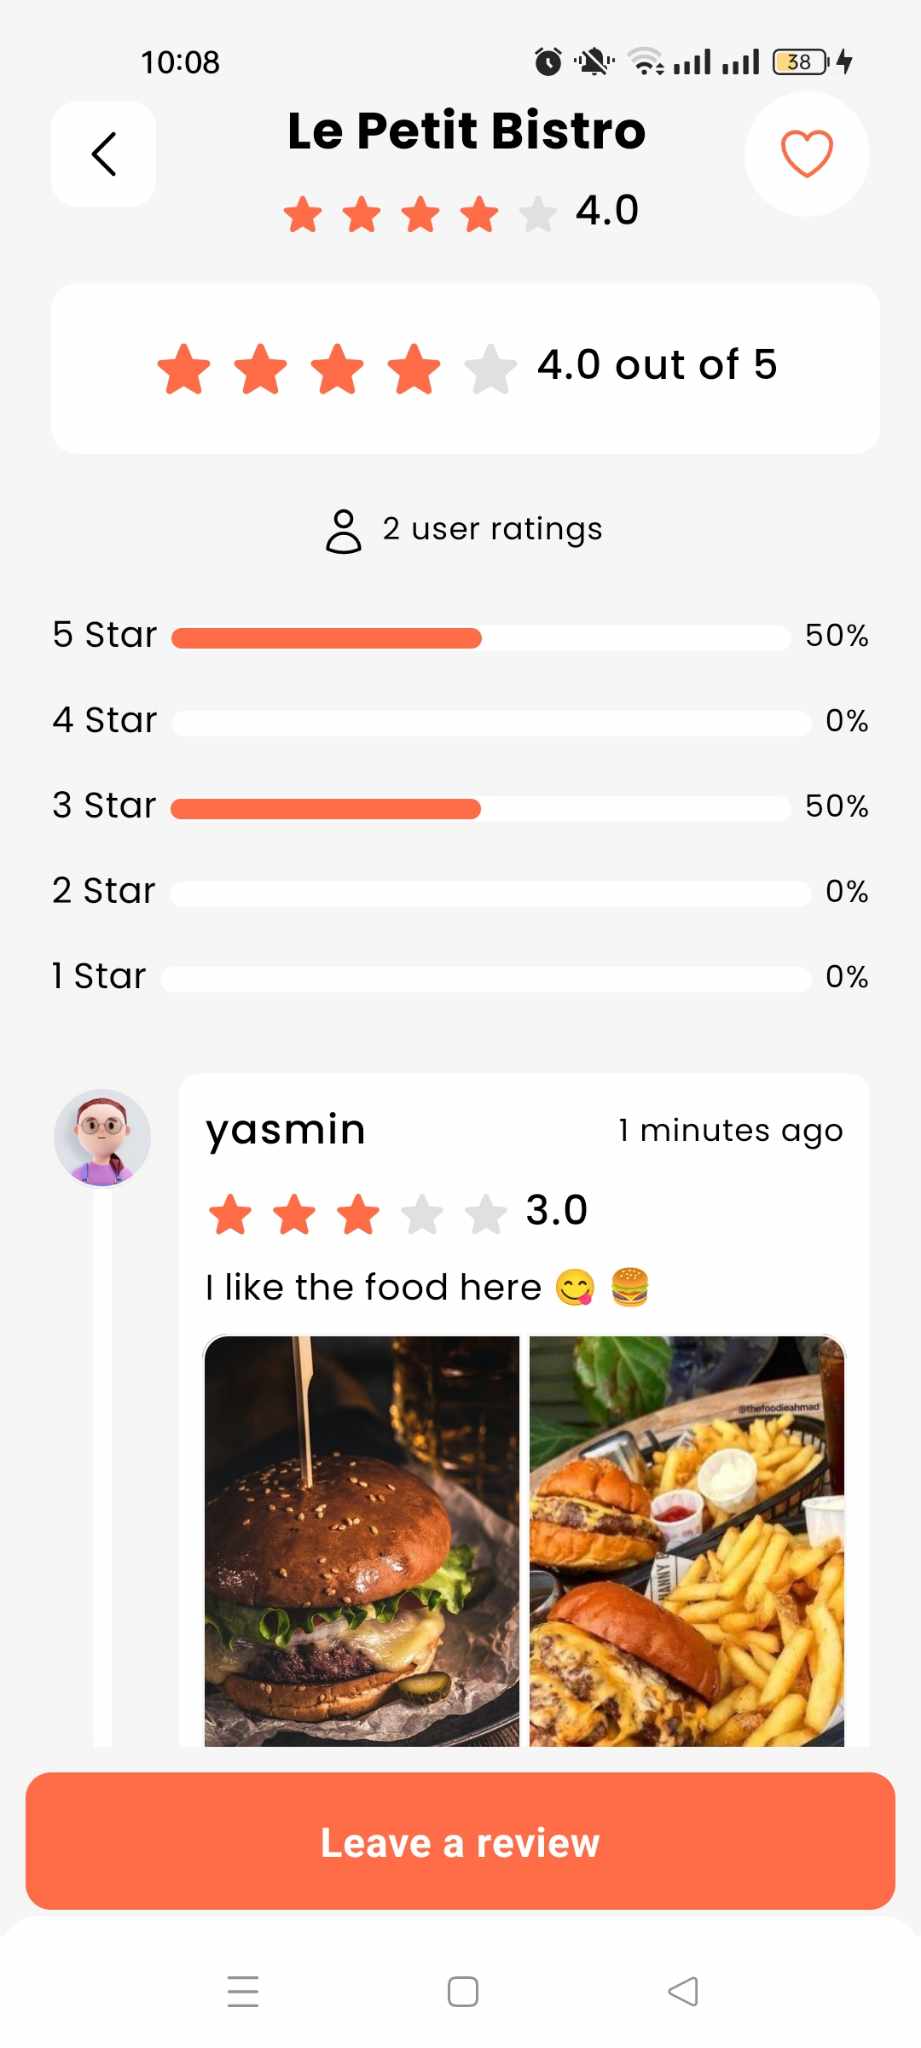 10:08
38
Le Petit Bistro
4.0
4.0 out of 5
2 user ratings
5 Star 50%
4 Star 0%
3 Star 50%
2 Star 0%
1 Star 0%
yasmin 1 minutes ago
3.0
I like the food here 😋 🍔
@thefoodieahmad
Leave a review